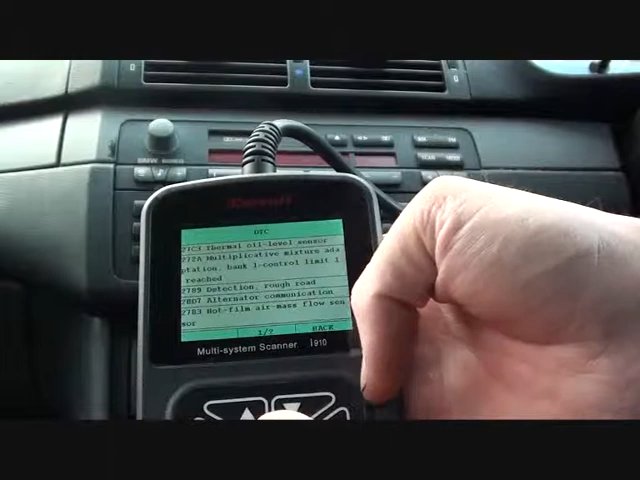 DTC
27C3 Thermal oil-level sensor
272A Multiplicative mixture ada
ptation, bank 1-control limit 1
reached
2789 Detection, rough road
28D7 Alternator communication
2783 Hot-film air-mass flow sen
sor
1/2 BACK
Multi-system Scanner i910